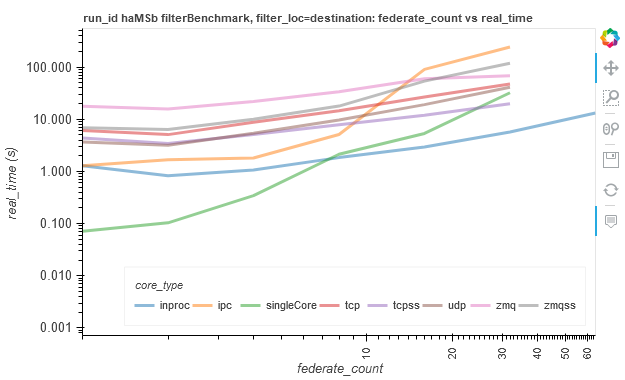 run_id haMSb filterBenchmark, filter_loc=destination: federate_count vs real_time
100.000
10.000
1.000
0.100
0.010
0.001
real_time (s)
core_type
inproc ipc singleCore tcp tcpss udp zmq zmqss
10 20 30 40 50 60
federate_count